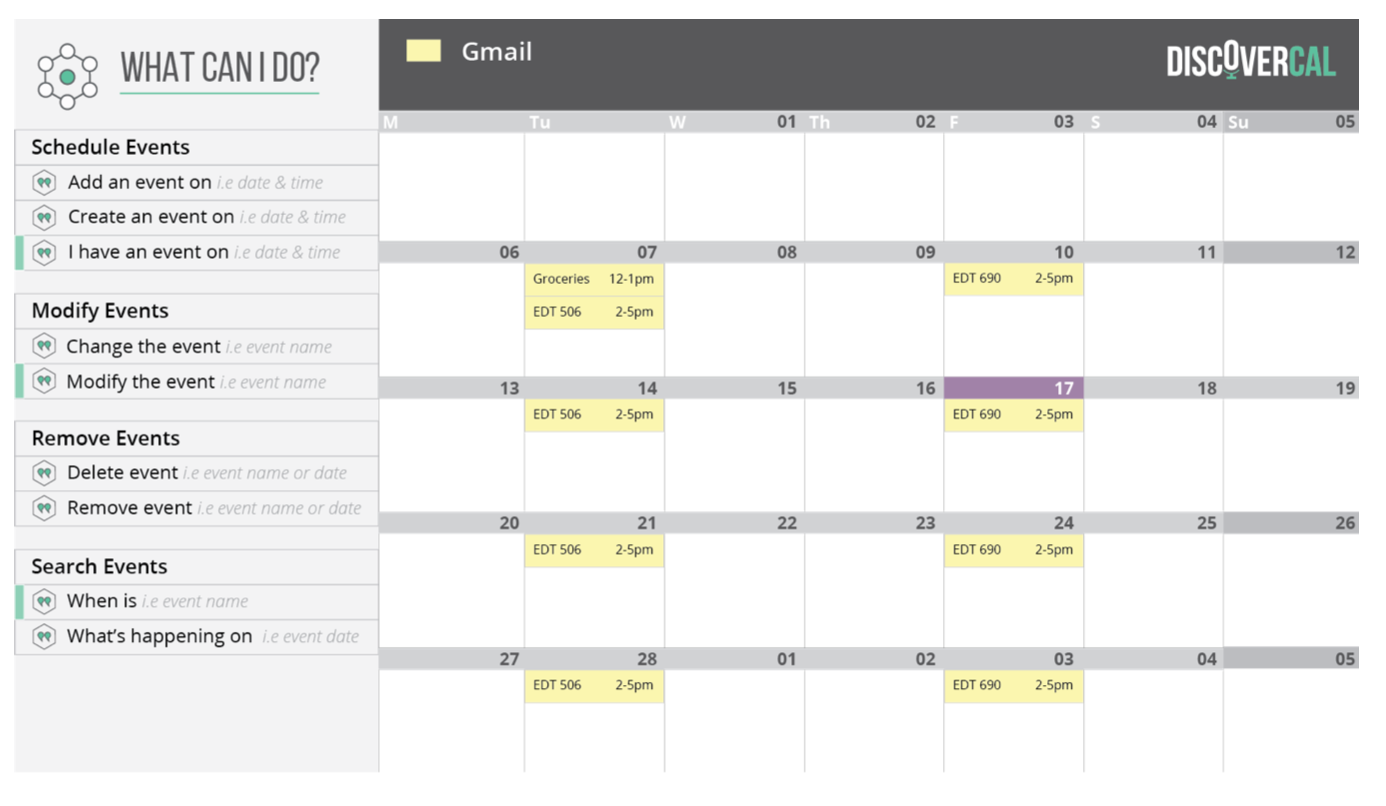 WHAT CAN I DO?
Schedule Events
Add an event on i.e date & time
Create an event on i.e date & time
I have an event on i.e date & time
Modify Events
Change the event i.e event name
Modify the event i.e event name
Remove Events
Delete event i.e event name or date
Remove event i.e event name or date
Search Events
When is i.e event name
What's happening on i.e event date
Gmail
DISCOVERCAL
M Tu W 01 Th 02 F 03 S 04 Su 05
06 07 08 09 10 11 12
Groceries 12-1pm EDT 690 2-5pm
EDT 506 2-5pm
13 14 15 16 17 18 19
EDT 506 2-5pm EDT 690 2-5pm
20 21 22 23 24 25 26
EDT 506 2-5pm EDT 690 2-5pm
27 28 01 02 03 04 05
EDT 506 2-5pm EDT 690 2-5pm